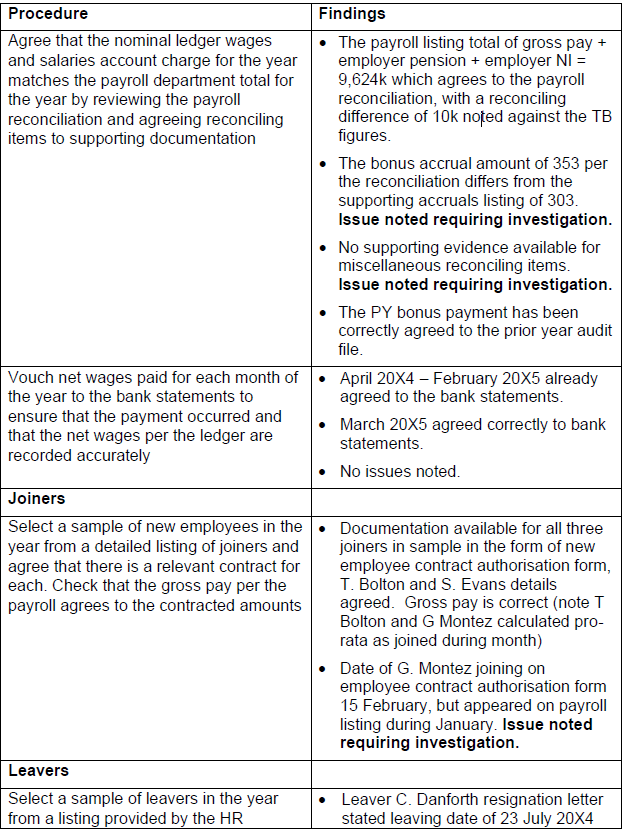 Procedure
Findings
Agree that the nominal ledger wages
and salaries account charge for the year
matches the payroll department total for
the year by reviewing the payroll
reconciliation and agreeing reconciling
items to supporting documentation
• The payroll listing total of gross pay +
employer pension + employer NI =
9,624k which agrees to the payroll
reconciliation, with a reconciling
difference of 10k noted against the TB
figures.
• The bonus accrual amount of 353 per
the reconciliation differs from the
supporting accruals listing of 303.
Issue noted requiring investigation.
• No supporting evidence available for
miscellaneous reconciling items.
Issue noted requiring investigation.
• The PY bonus payment has been
correctly agreed to the prior year audit
file.
Vouch net wages paid for each month of
the year to the bank statements to
ensure that the payment occurred and
that the net wages per the ledger are
recorded accurately
• April 20X4 – February 20X5 already
agreed to the bank statements.
• March 20X5 agreed correctly to bank
statements.
• No issues noted.
Joiners
Select a sample of new employees in the
year from a detailed listing of joiners and
agree that there is a relevant contract for
each. Check that the gross pay per the
payroll agrees to the contracted amounts
• Documentation available for all three
joiners in sample in the form of new
employee contract authorisation form,
T. Bolton and S. Evans details
agreed.  Gross pay is correct (note T
Bolton and G Montez calculated pro-
rata as joined during month)
• Date of G. Montez joining on
employee contract authorisation form
15 February, but appeared on payroll
listing during January. Issue noted
requiring investigation.
Leavers
Select a sample of leavers in the year
from a listing provided by the HR
• Leaver C. Danforth resignation letter
stated leaving date of 23 July 20X4